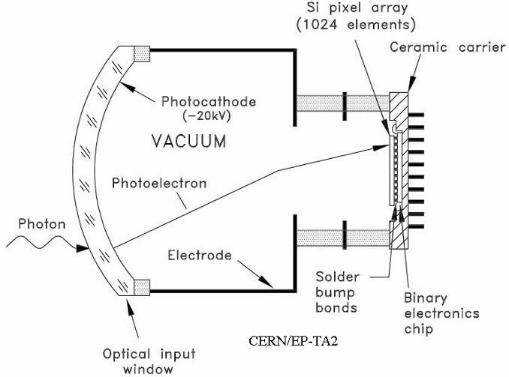 Si pixel array
(1024 elements)
Ceramic carrier
Photocathode
(-20kV)
VACUUM
Photoelectron
Photon
Electrode
Solder
bump
bonds
Binary
electronics
chip
CERN/EP-TA2
Optical input
window